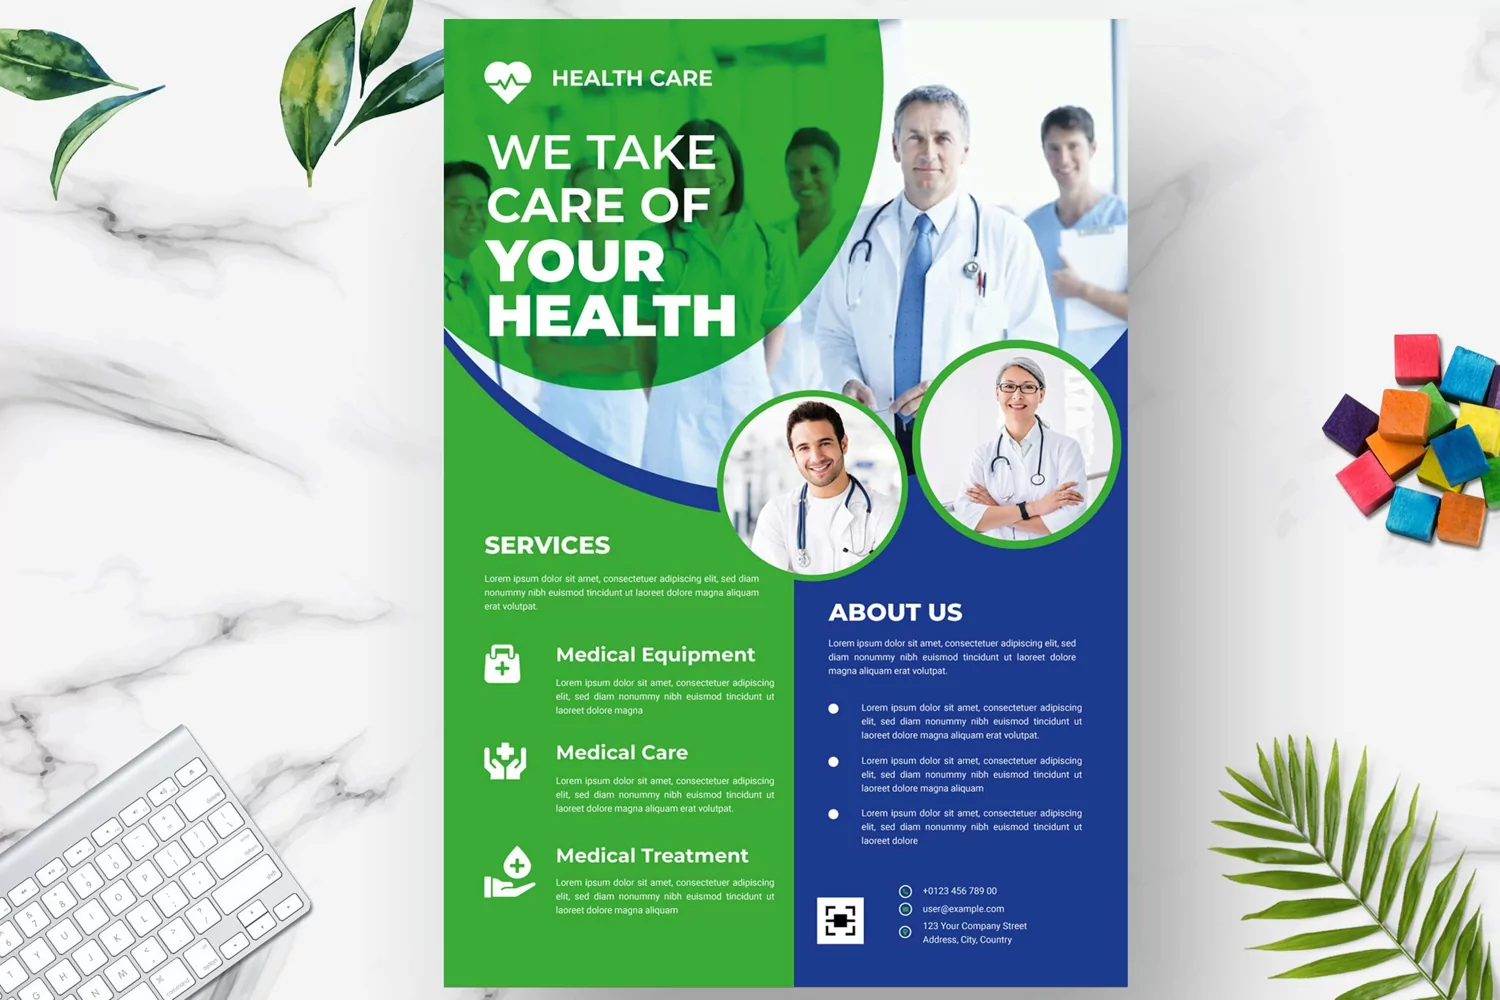 HEALTH CARE
WE TAKE
CARE OF
YOUR
HEALTH
SERVICES
Lorem ipsum dolor sit amet, consectetuer adipiscing elit, sed diam
nonummy nibh euismod tincidunt ut laoreet dolore magna aliquam
erat volutpat.
Medical Equipment
Lorem ipsum dolor sit amet, consectetuer adipiscing
elit, sed diam nonummy nibh euismod tincidunt ut
laoreet dolore magna
Medical Care
Lorem ipsum dolor sit amet, consectetuer adipiscing
elit, sed diam nonummy nibh euismod tincidunt ut
laoreet dolore magna aliquam erat volutpat.
Medical Treatment
Lorem ipsum dolor sit amet, consectetuer adipiscing
elit, sed diam nonummy nibh euismod tincidunt ut
laoreet dolore magna aliquam
ABOUT US
Lorem ipsum dolor sit amet, consectetuer adipiscing elit, sed
diam nonummy nibh euismod tincidunt ut laoreet dolore
magna aliquam erat volutpat.
Lorem ipsum dolor sit amet, consectetuer adipiscing
elit, sed diam nonummy nibh euismod tincidunt ut
laoreet dolore magna aliquam erat volutpat.
Lorem ipsum dolor sit amet, consectetuer adipiscing
elit, sed diam nonummy nibh euismod tincidunt ut
laoreet dolore magna aliquam
Lorem ipsum dolor sit amet, consectetuer adipiscing
elit, sed diam nonummy nibh euismod tincidunt ut
laoreet dolore
+0123 456 789 00
user@example.com
123 Your Company Street
Address, City, Country